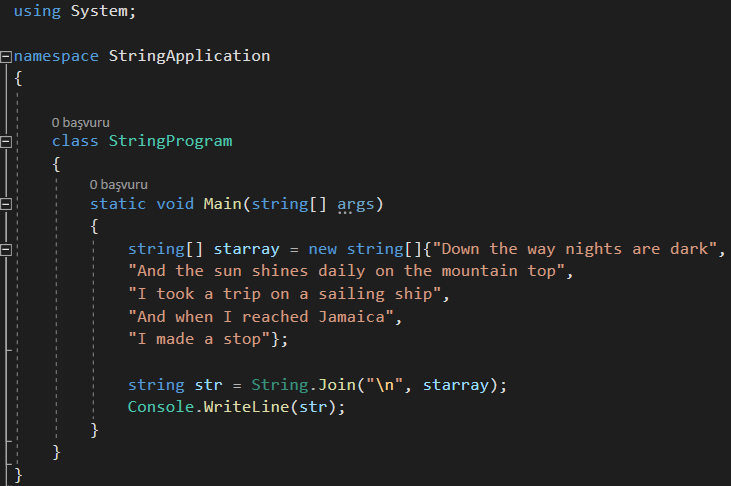 using System;
namespace StringApplication
{
0 başvuru
class StringProgram
{
0 başvuru
static void Main(string[] args)
{
string[] starray = new string[]{"Down the way nights are dark",
"And the sun shines daily on the mountain top",
"I took a trip on a sailing ship",
"And when I reached Jamaica",
"I made a stop"};
string str = String.Join("\n", starray);
Console.WriteLine(str);
}
}
}